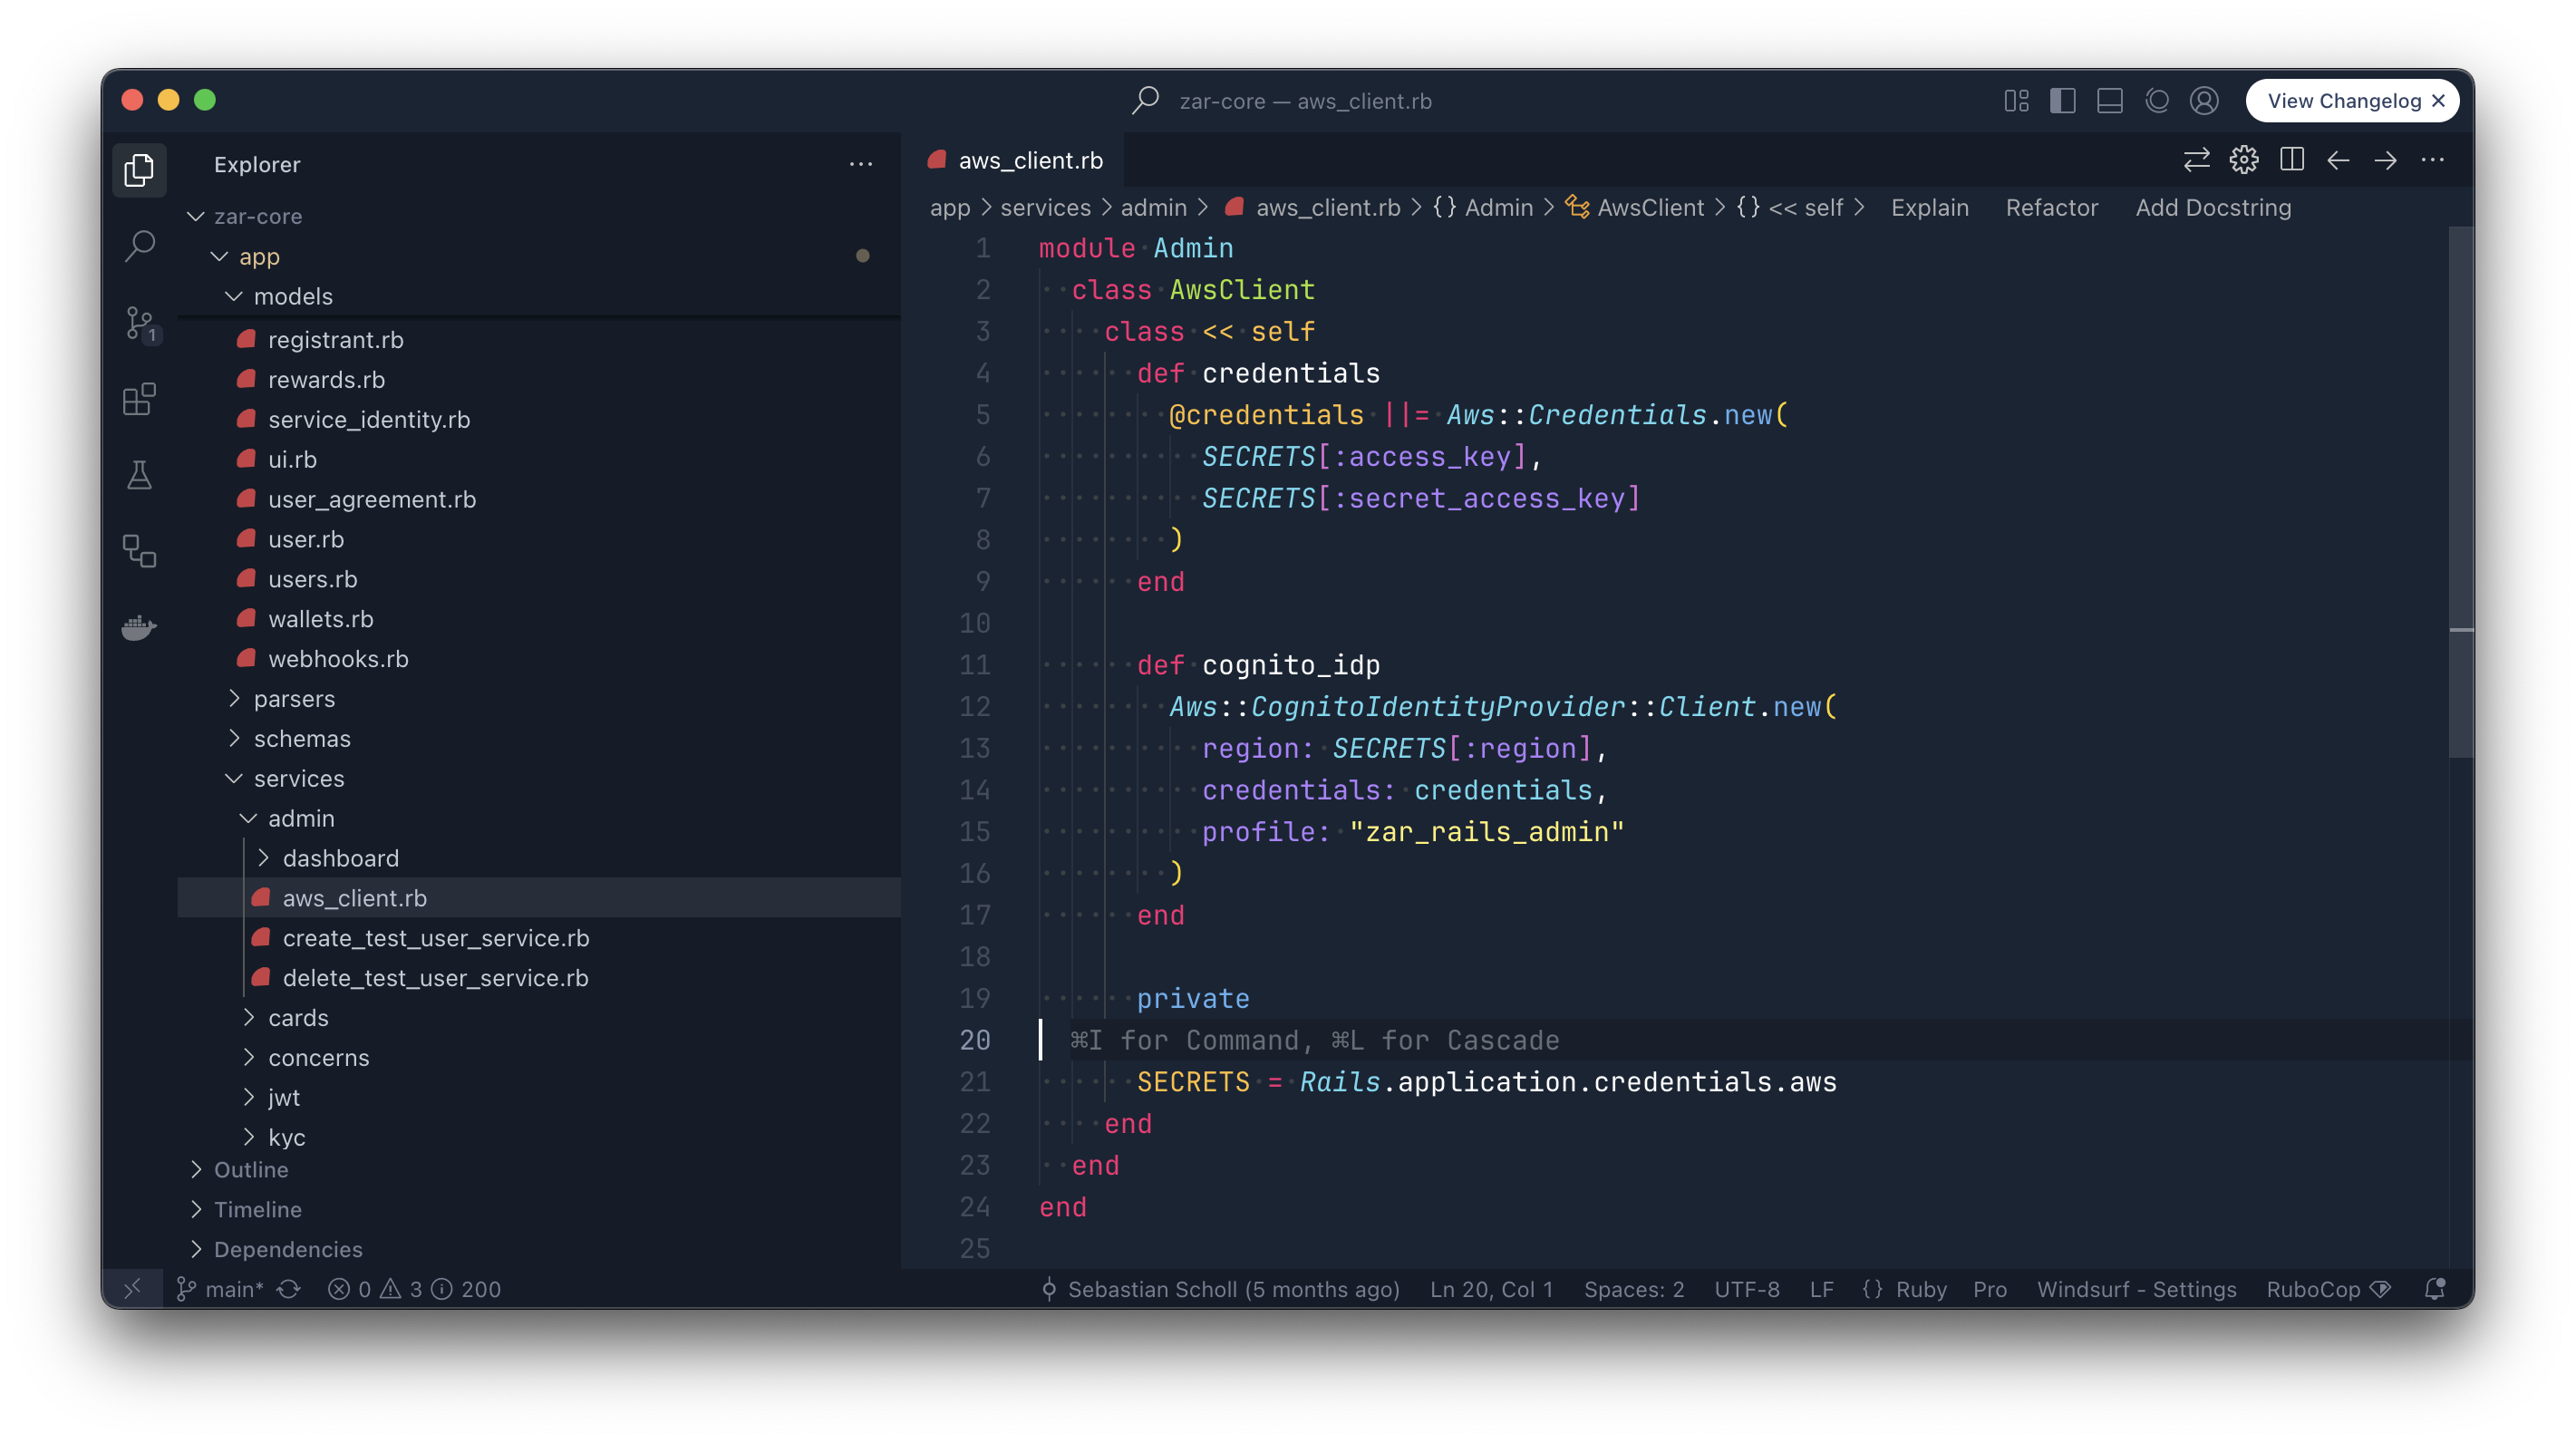 zar-core — aws_client.rb
View Changelog ×
Explorer
aws_client.rb
app > services > admin > aws_client.rb > {} Admin > AwsClient > {} << self > Explain Refactor Add Docstring
zar-core
app
models
registrant.rb
rewards.rb
service_identity.rb
ui.rb
user_agreement.rb
user.rb
users.rb
wallets.rb
webhooks.rb
parsers
schemas
services
admin
dashboard
aws_client.rb
create_test_user_service.rb
delete_test_user_service.rb
cards
concerns
jwt
kyc
Outline
Timeline
Dependencies
1
1 module Admin
2 class AwsClient
3 class << self
4 def credentials
5 @credentials ||= Aws::Credentials.new(
6 SECRETS[:access_key],
7 SECRETS[:secret_access_key]
8 )
9 end
10
11 def cognito_idp
12 Aws::CognitoIdentityProvider::Client.new(
13 region: SECRETS[:region],
14 credentials: credentials,
15 profile: "zar_rails_admin"
16 )
17 end
18
19 private
20 ⌘I for Command, ⌘L for Cascade
21 SECRETS = Rails.application.credentials.aws
22 end
23 end
24 end
25
main* 0 3 200 Sebastian Scholl (5 months ago) Ln 20, Col 1 Spaces: 2 UTF-8 LF {} Ruby Pro Windsurf - Settings RuboCop